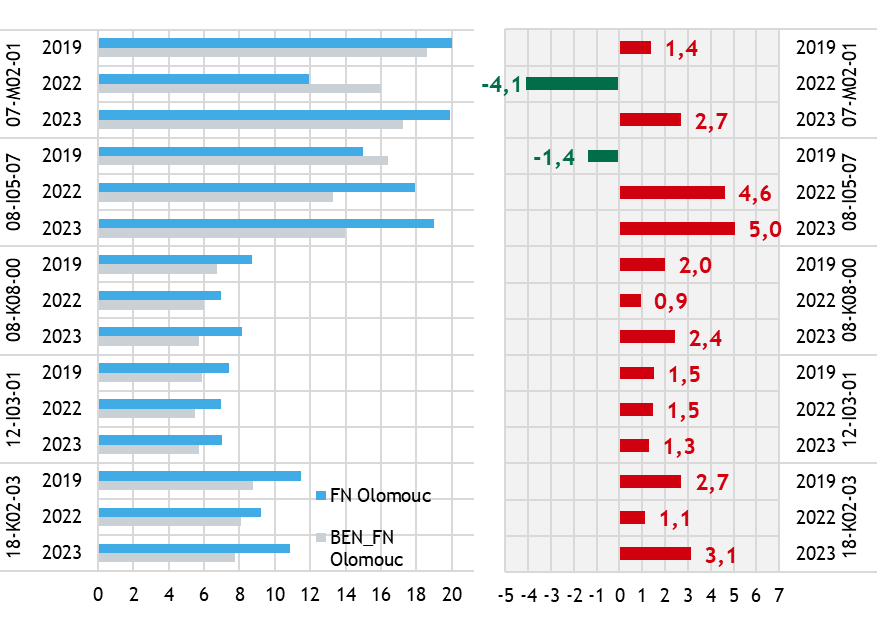 07-M02-01
2019
2022
2023
08-I05-07
2019
2022
2023
08-K08-00
2019
2022
2023
12-I03-01
2019
2022
2023
18-K02-03
2019
2022
2023
FN Olomouc
BEN_FN
Olomouc
0 2 4 6 8 10 12 14 16 18 20
1,4 2019
-4,1 2022
2,7 2023
07-M02-01
-1,4 2019
4,6 2022
5,0 2023
08-I05-07
2,0 2019
0,9 2022
2,4 2023
08-K08-00
1,5 2019
1,5 2022
1,3 2023
12-I03-01
2,7 2019
1,1 2022
3,1 2023
18-K02-03
-5 -4 -3 -2 -1 0 1 2 3 4 5 6 7